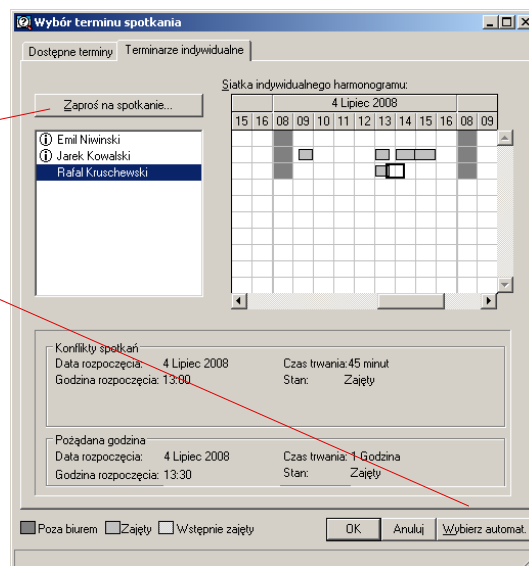 Wybór terminu spotkania
Dostępne terminy Terminarze indywidualne
Siatka indywidualnego harmonogramu:
Zaproś na spotkanie...
4 Lipiec 2008
15 16 08 09 10 11 12 13 14 15 16 08 09
Emil Niwinski
Jarek Kowalski
Rafal Kruschewski
Konflikty spotkań
Data rozpoczęcia: 4 Lipiec 2008 Czas trwania: 45 minut
Godzina rozpoczęcia: 13:00 Stan: Zajęty
Pożądana godzina
Data rozpoczęcia: 4 Lipiec 2008 Czas trwania: 1 Godzina
Godzina rozpoczęcia: 13:30 Stan: Zajęty
Poza biurem Zajęty Wstępnie zajęty OK Anuluj Wybierz automat.